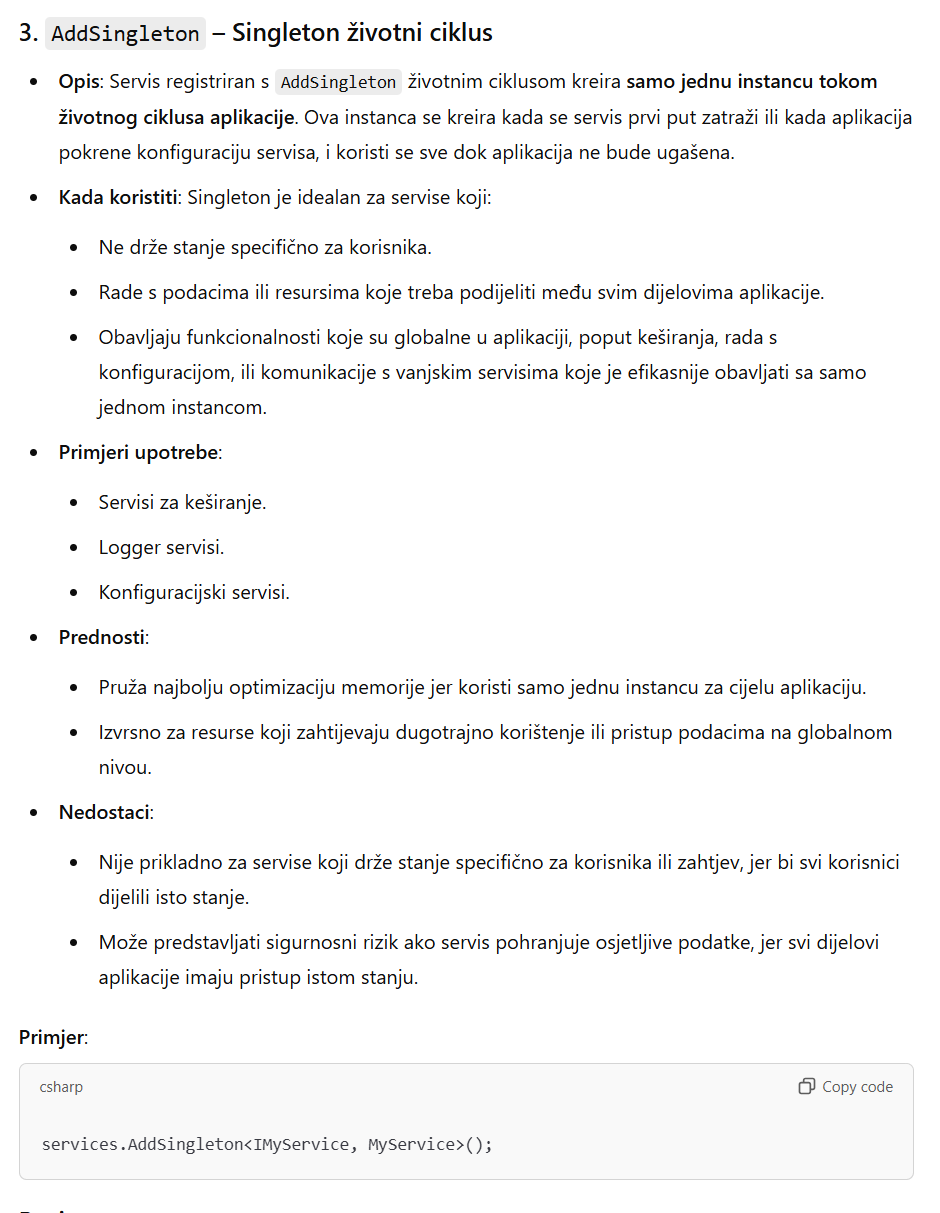 3. AddSingleton – Singleton životni ciklus
Opis: Servis registriran s AddSingleton životnim ciklusom kreira samo jednu instancu tokom
životnog ciklusa aplikacije. Ova instanca se kreira kada se servis prvi put zatraži ili kada aplikacija
pokrene konfiguraciju servisa, i koristi se sve dok aplikacija ne bude ugašena.
Kada koristiti: Singleton je idealan za servise koji:
Ne drže stanje specifično za korisnika.
Rade s podacima ili resursima koje treba podijeliti među svim dijelovima aplikacije.
Obavljaju funkcionalnosti koje su globalne u aplikaciji, poput keširanja, rada s
konfiguracijom, ili komunikacije s vanjskim servisima koje je efikasnije obavljati sa samo
jednom instancom.
Primjeri upotrebe:
Servisi za keširanje.
Logger servisi.
Konfiguracijski servisi.
Prednosti:
Pruža najbolju optimizaciju memorije jer koristi samo jednu instancu za cijelu aplikaciju.
Izvrsno za resurse koji zahtijevaju dugotrajno korištenje ili pristup podacima na globalnom
nivou.
Nedostaci:
Nije prikladno za servise koji drže stanje specifično za korisnika ili zahtjev, jer bi svi korisnici
dijelili isto stanje.
Može predstavljati sigurnosni rizik ako servis pohranjuje osjetljive podatke, jer svi dijelovi
aplikacije imaju pristup istom stanju.
Primjer:
csharp
Copy code
services.AddSingleton<IMyService, MyService>();